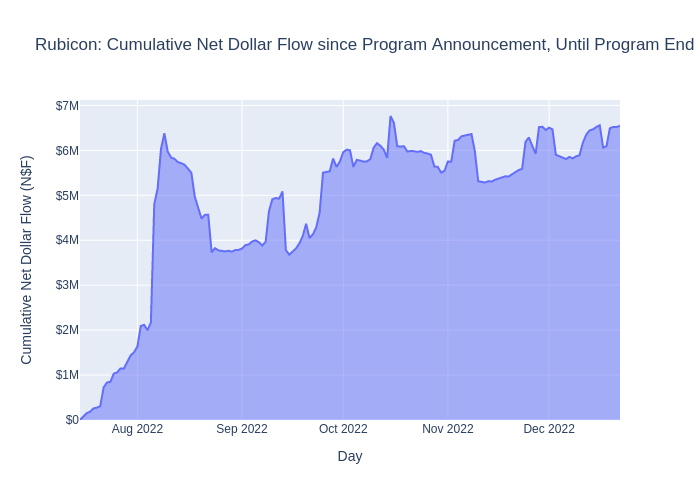 Rubicon: Cumulative Net Dollar Flow since Program Announcement, Until Program End
Cumulative Net Dollar Flow (N$F)
$7M
$6M
$5M
$4M
$3M
$2M
$1M
$0
Aug 2022 Sep 2022 Oct 2022 Nov 2022 Dec 2022
Day